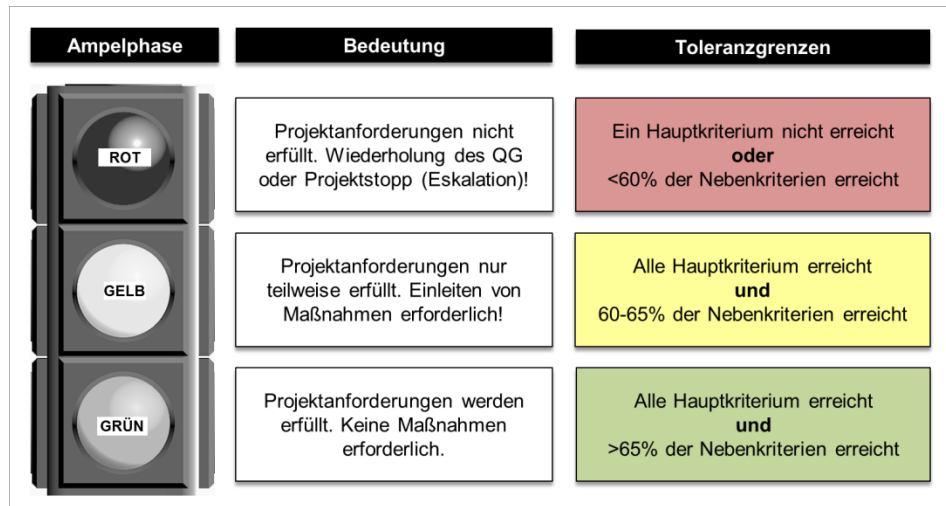 Ampelphase
Bedeutung
Toleranzgrenzen
ROT
Projektanforderungen nicht
erfüllt. Wiederholung des QG
oder Projektstopp (Eskalation)!
Ein Hauptkriterium nicht erreicht
oder
<60% der Nebenkriterien erreicht
GELB
Projektanforderungen nur
teilweise erfüllt. Einleiten von
Maßnahmen erforderlich!
Alle Hauptkriterium erreicht
und
60-65% der Nebenkriterien erreicht
GRÜN
Projektanforderungen werden
erfüllt. Keine Maßnahmen
erforderlich.
Alle Hauptkriterium erreicht
und
>65% der Nebenkriterien erreicht